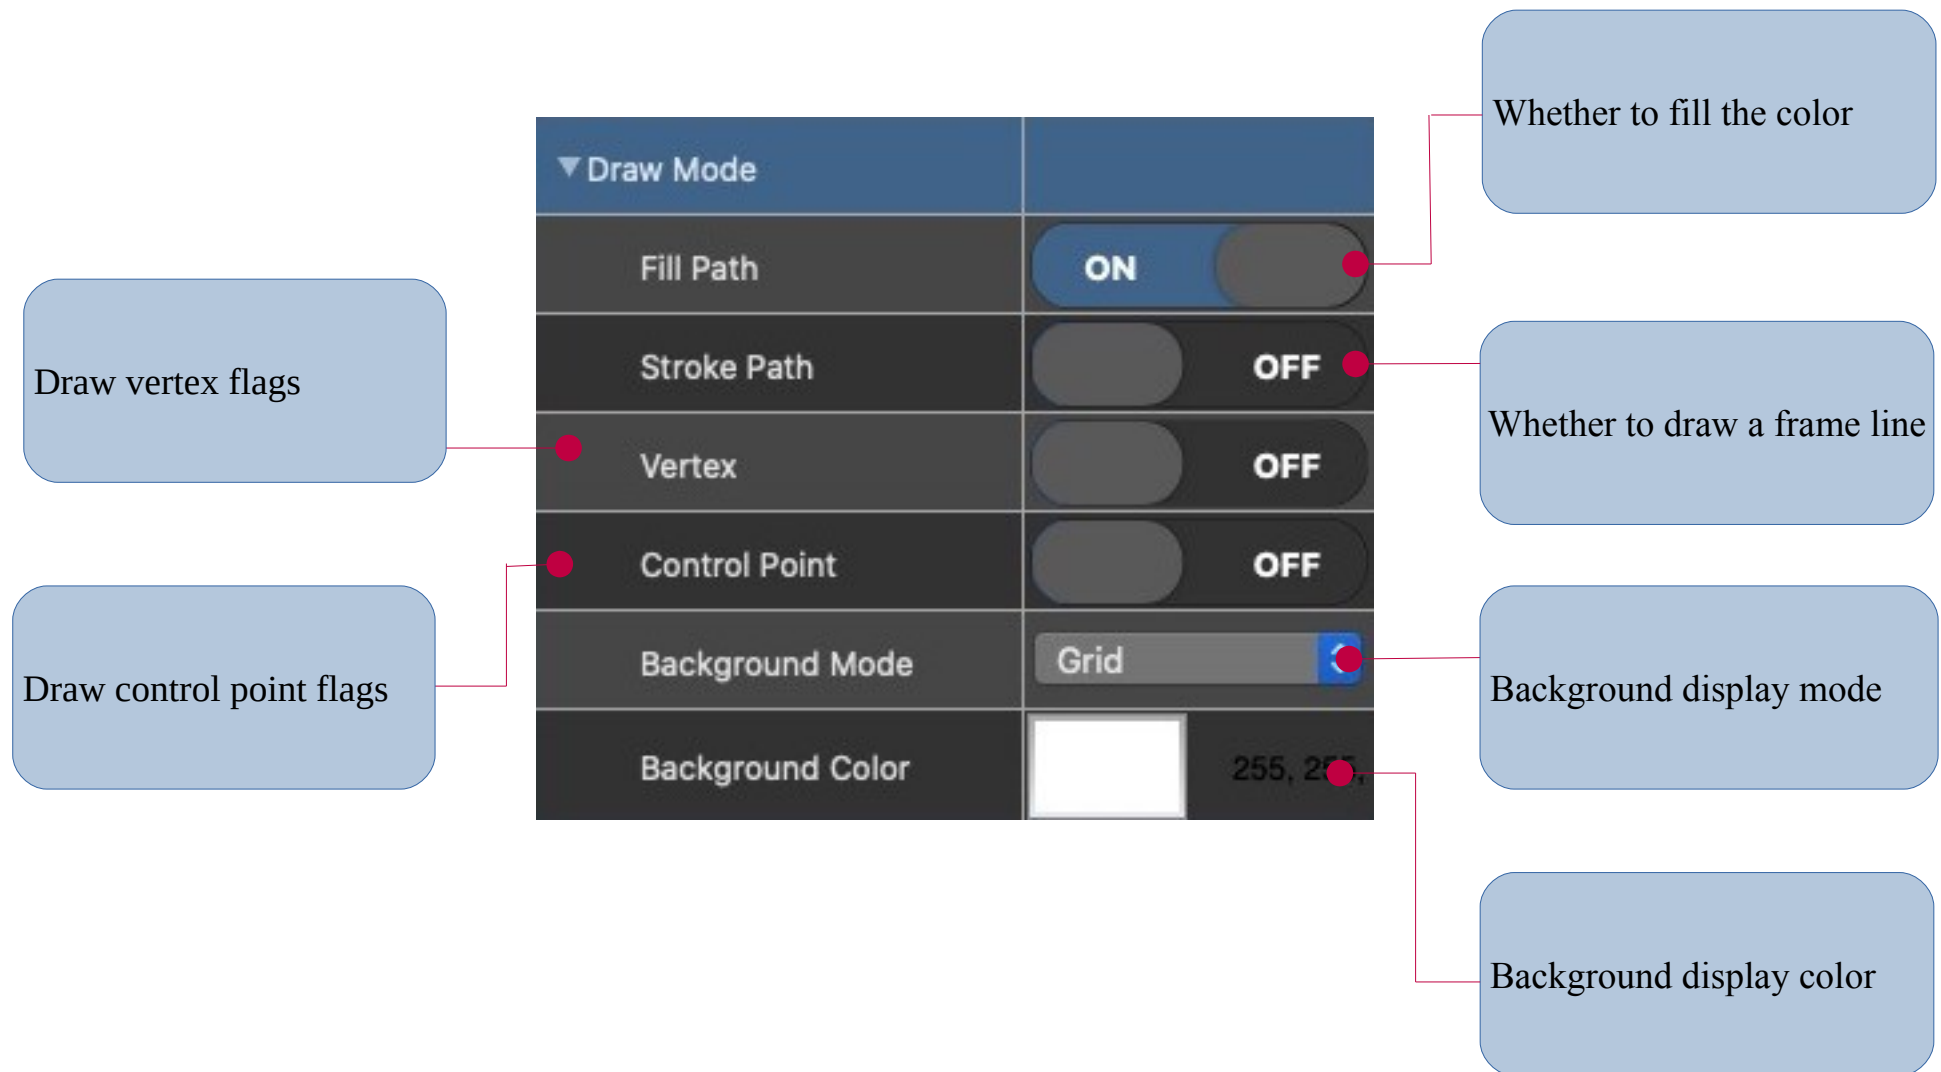 Whether to fill the color
Draw Mode
Fill Path
ON
Stroke Path
OFF
Draw vertex flags
Whether to draw a frame line
Vertex
OFF
Control Point
OFF
Draw control point flags
Background Mode
Grid
Background display mode
Background Color
255, 255,
Background display color